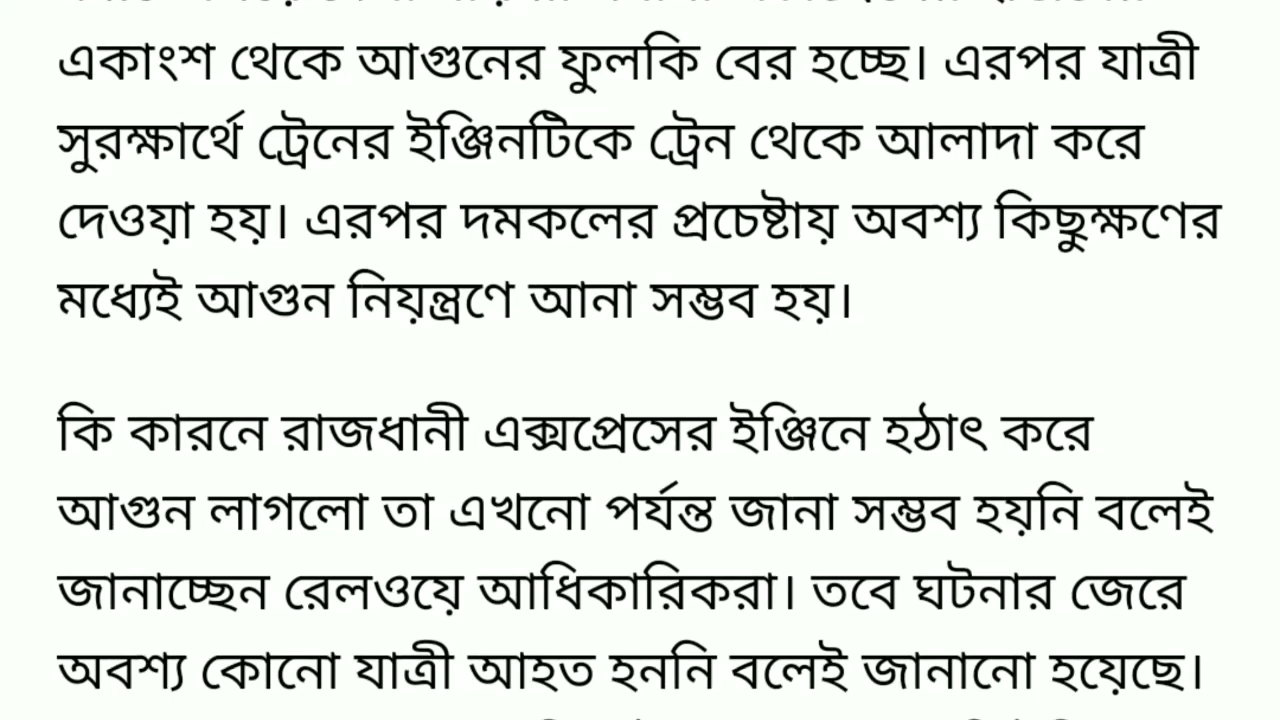 একাংশ থেকে আগুনের ফুলকি বের হচ্ছে। এরপর যাত্রী
সুরক্ষার্থে ট্রেনের ইঞ্জিনটিকে ট্রেন থেকে আলাদা করে
দেওয়া হয়। এরপর দমকলের প্রচেষ্টায় অবশ্য কিছুক্ষণের
মধ্যেই আগুন নিয়ন্ত্রণে আনা সম্ভব হয়।
কি কারনে রাজধানী এক্সপ্রেসের ইঞ্জিনে হঠাৎ করে
আগুন লাগলো তা এখনো পর্যন্ত জানা সম্ভব হয়নি বলেই
জানাচ্ছেন রেলওয়ে আধিকারিকরা। তবে ঘটনার জেরে
অবশ্য কোনো যাত্রী আহত হননি বলেই জানানো হয়েছে।